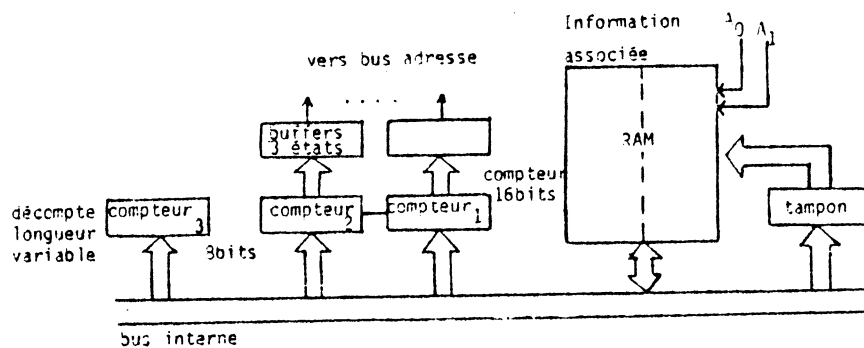 Information
associée
A0 A1
vers bus adresse
buffers
3 états
RAM
compteur
16bits
décompte
longueur
variable
compteur 3
8bits
compteur 2
compteur 1
tampon
bus interne